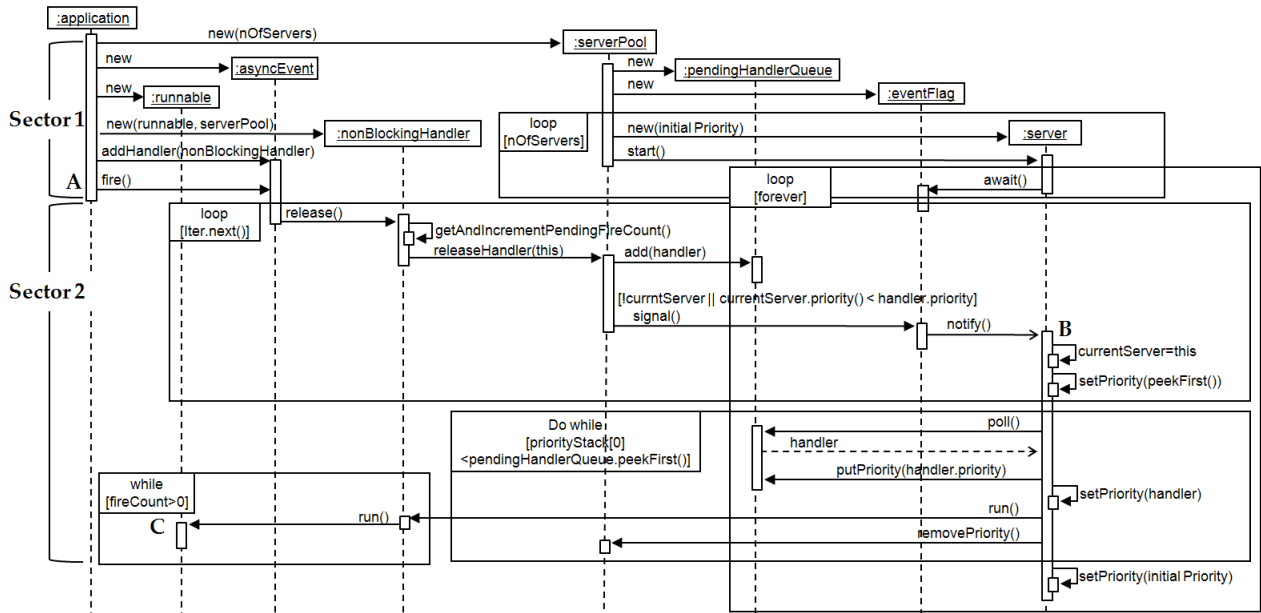 :application
new(nOfServers)
:serverPool
new
:asyncEvent
new
:pendingHandlerQueue
new
:runnable
new
:eventFlag
Sector 1
new(runnable, serverPool)
:nonBlockingHandler
loop
[nOfServers]
new(initial Priority)
:server
addHandler(nonBlockingHandler)
start()
A
fire()
loop
[forever]
await()
loop
[Iter.next()]
release()
getAndIncrementPendingFireCount()
releaseHandler(this)
add(handler)
Sector 2
[!currntServer || currentServer.priority() < handler.priority]
signal()
notify()
B
currentServer=this
setPriority(peekFirst())
Do while
[priorityStack[0]
<pendingHandlerQueue.peekFirst()]
poll()
handler
putPriority(handler.priority)
while
[fireCount>0]
setPriority(handler)
C
run()
run()
removePriority()
setPriority(initial Priority)